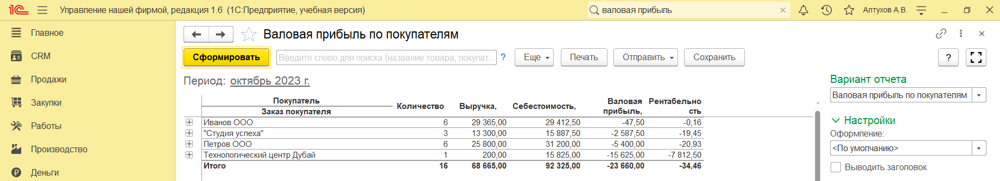 1С Управление нашей фирмой, редакция 1.6 (1С:Предприятие, учебная версия) валовая прибыль Алтухов А.В.
Главное
CRM
Продажи
Закупки
Работы
Производство
Деньги
Валовая прибыль по покупателям
Сформировать Введите слово для поиска (название товара, покупат... ? Еще Печать Отправить Сохранить ?
Период: октябрь 2023 г.
Покупатель Количество Выручка, Себестоимость, Валовая прибыль, Рентабельно сть
Заказ покупателя
Иванов ООО 6 29 365,00 29 412,50 -47,50 -0,16
"Студия успеха" 3 13 300,00 15 887,50 -2 587,50 -19,45
Петров ООО 6 25 800,00 31 200,00 -5 400,00 -20,93
Технологический центр Дубай 1 200,00 15 825,00 -15 625,00 -7 812,50
Итого 16 68 665,00 92 325,00 -23 660,00 -34,46
Вариант отчета
Валовая прибыль по покупателям
Настройки
Оформление:
<По умолчанию>
Выводить заголовок